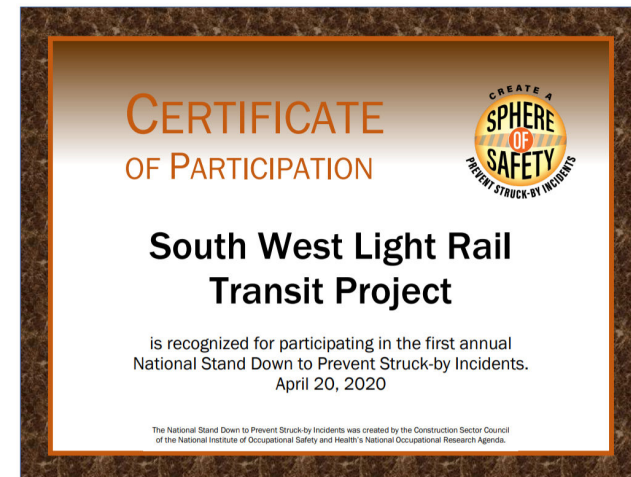 CERTIFICATE
OF PARTICIPATION
CREATE A
SPHERE
OF
SAFETY
PREVENT STRUCK-BY INCIDENTS
South West Light Rail
Transit Project
is recognized for participating in the first annual
National Stand Down to Prevent Struck-by Incidents.
April 20, 2020
The National Stand Down to Prevent Struck-by Incidents was created by the Construction Sector Council
of the National Institute of Occupational Safety and Health's National Occupational Research Agenda.